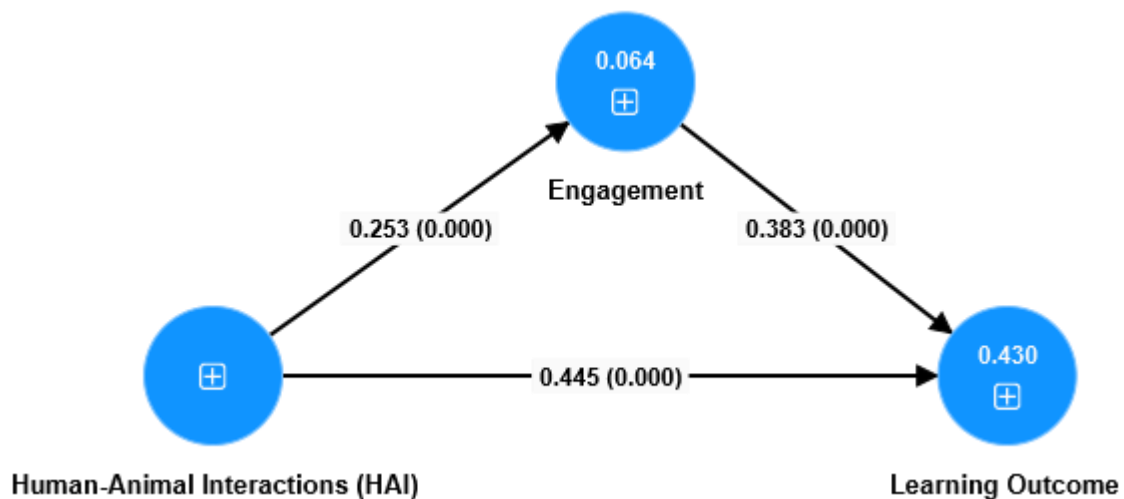 0.064
Engagement
0.253 (0.000)
0.383 (0.000)
0.445 (0.000)
0.430
Human-Animal Interactions (HAI)
Learning Outcome